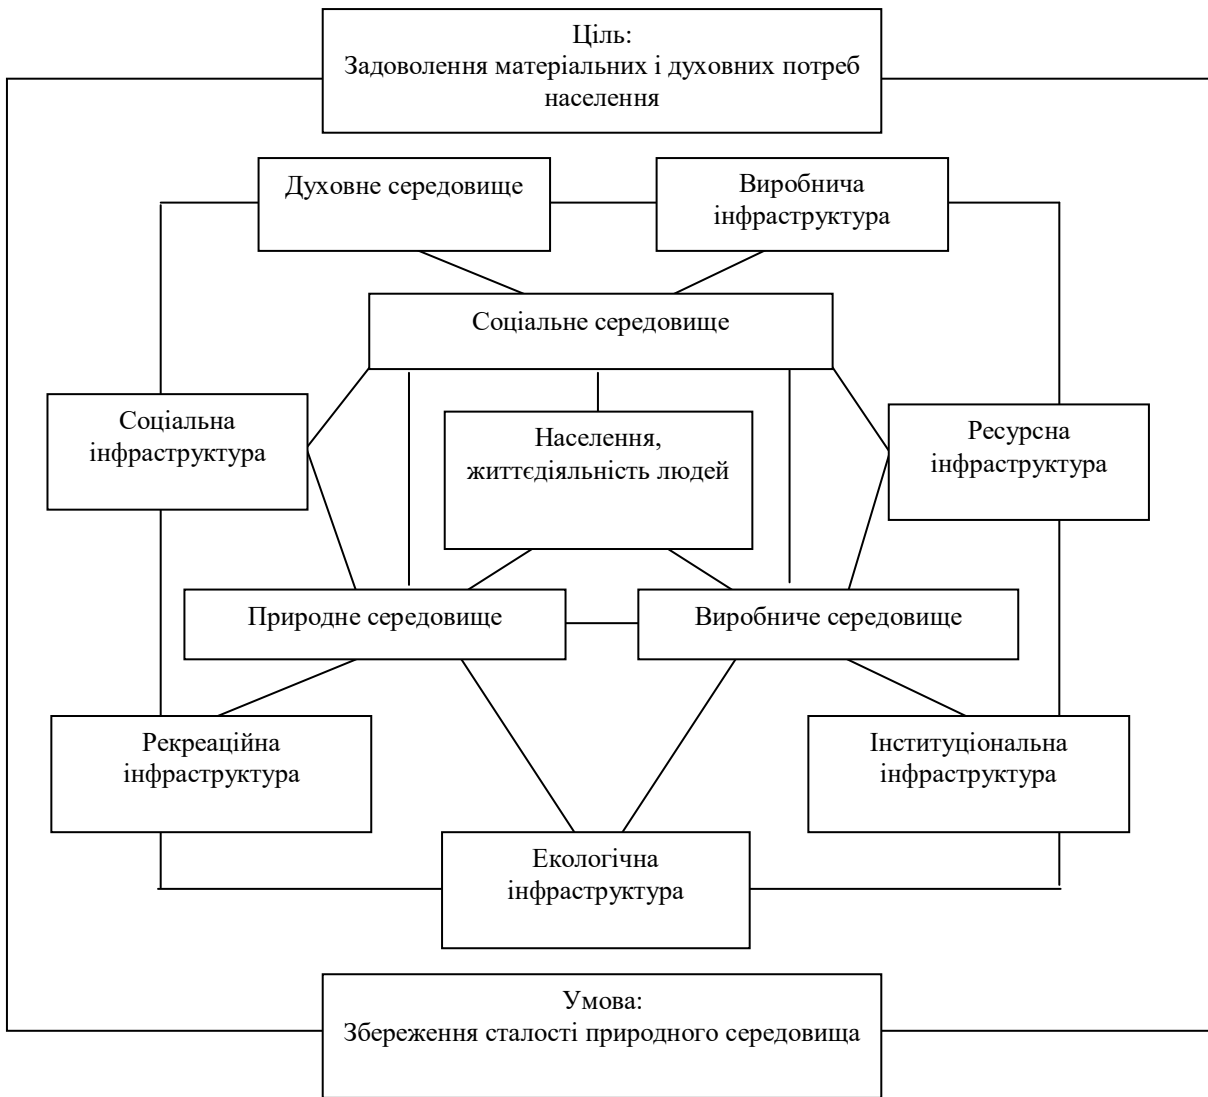 Ціль:
Задоволення матеріальних і духовних потреб
населення
Духовне середовище
Виробнича
інфраструктура
Соціальне середовище
Соціальна
інфраструктура
Населення,
життєдіяльність людей
Ресурсна
інфраструктура
Природне середовище
Виробниче середовище
Рекреаційна
інфраструктура
Інституціональна
інфраструктура
Екологічна
інфраструктура
Умова:
Збереження сталості природного середовища